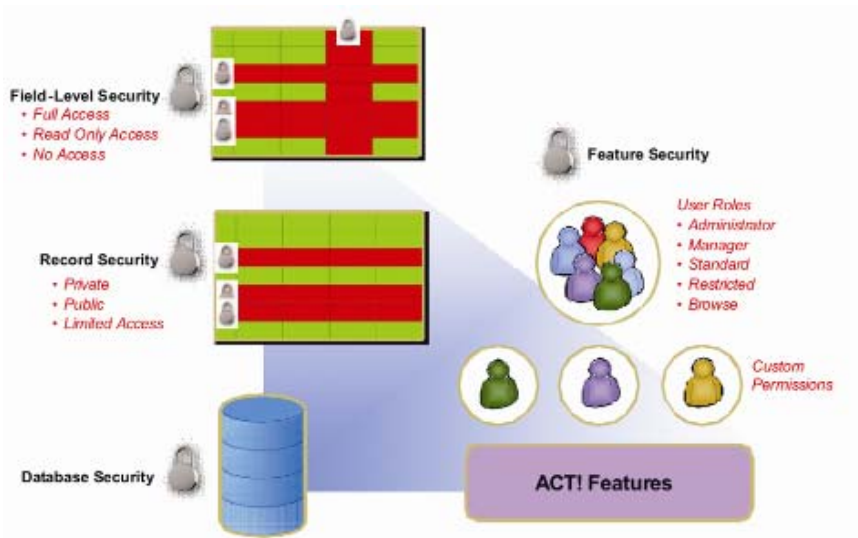 Field-Level Security
• Full Access
• Read Only Access
• No Access
Record Security
• Private
• Public
• Limited Access
Database Security
Feature Security
User Roles
• Administrator
• Manager
• Standard
• Restricted
• Browse
Custom
Permissions
ACT! Features